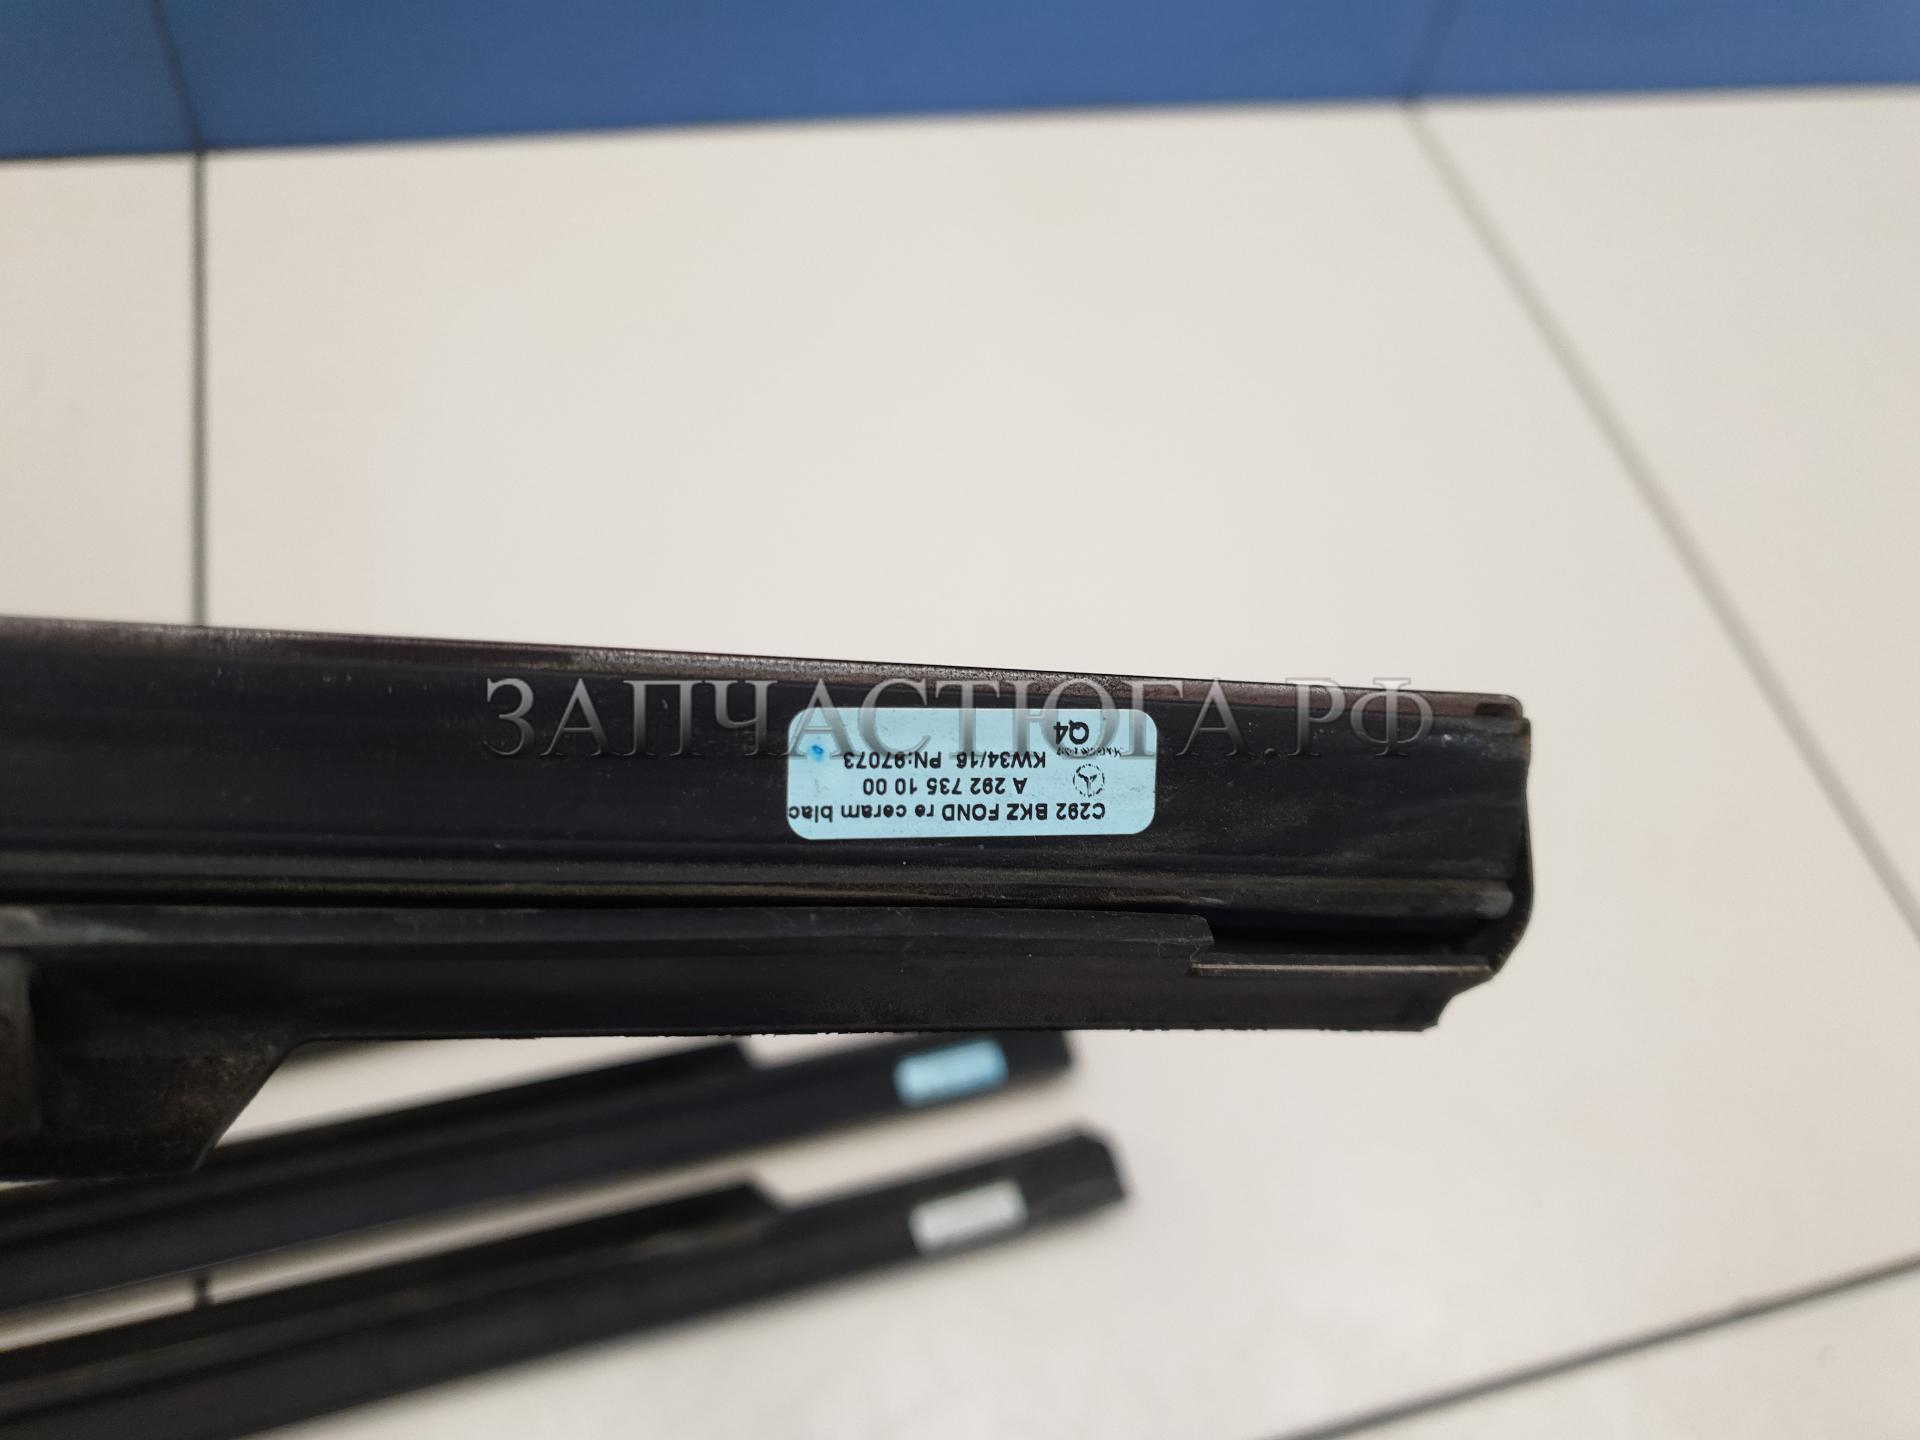 ЗАПЧАСТЮГА.РФ
C292 BKZ FOND re ceram blac
A 292 735 10 00
KW34/16 PN:97073
Q4